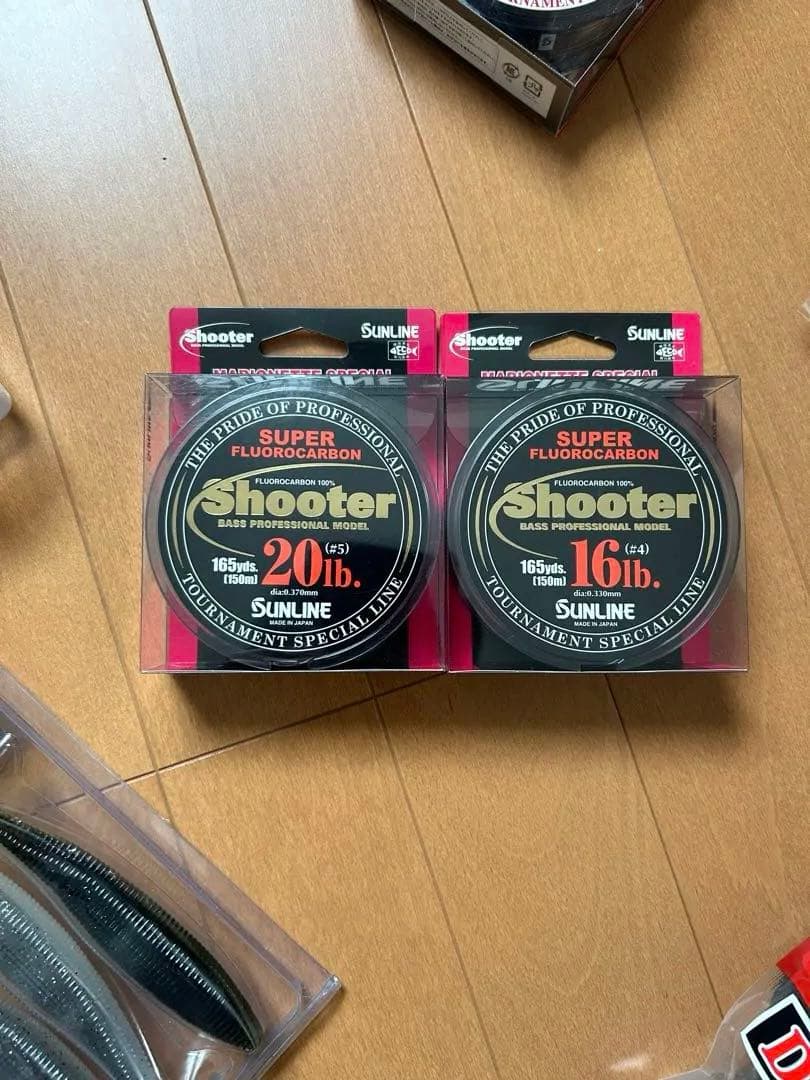 Shooter
SUNLINE
MARIONETTE SPECIAL
THE PRIDE OF PROFESSIONAL
SUPER
FLUOROCARBON
FLUOROCARBON 100%
Shooter
BASS PROFESSIONAL MODEL
165yds.
[150m]
20lb.
(#5)
dia:0.370mm
SUNLINE
MADE IN JAPAN
TOURNAMENT SPECIAL LINE
Shooter
SUNLINE
MARIONETTE SPECIAL
THE PRIDE OF PROFESSIONAL
SUPER
FLUOROCARBON
FLUOROCARBON 100%
Shooter
BASS PROFESSIONAL MODEL
165yds.
[150m]
16lb.
(#4)
dia:0.330mm
SUNLINE
MADE IN JAPAN
TOURNAMENT SPECIAL LINE
D